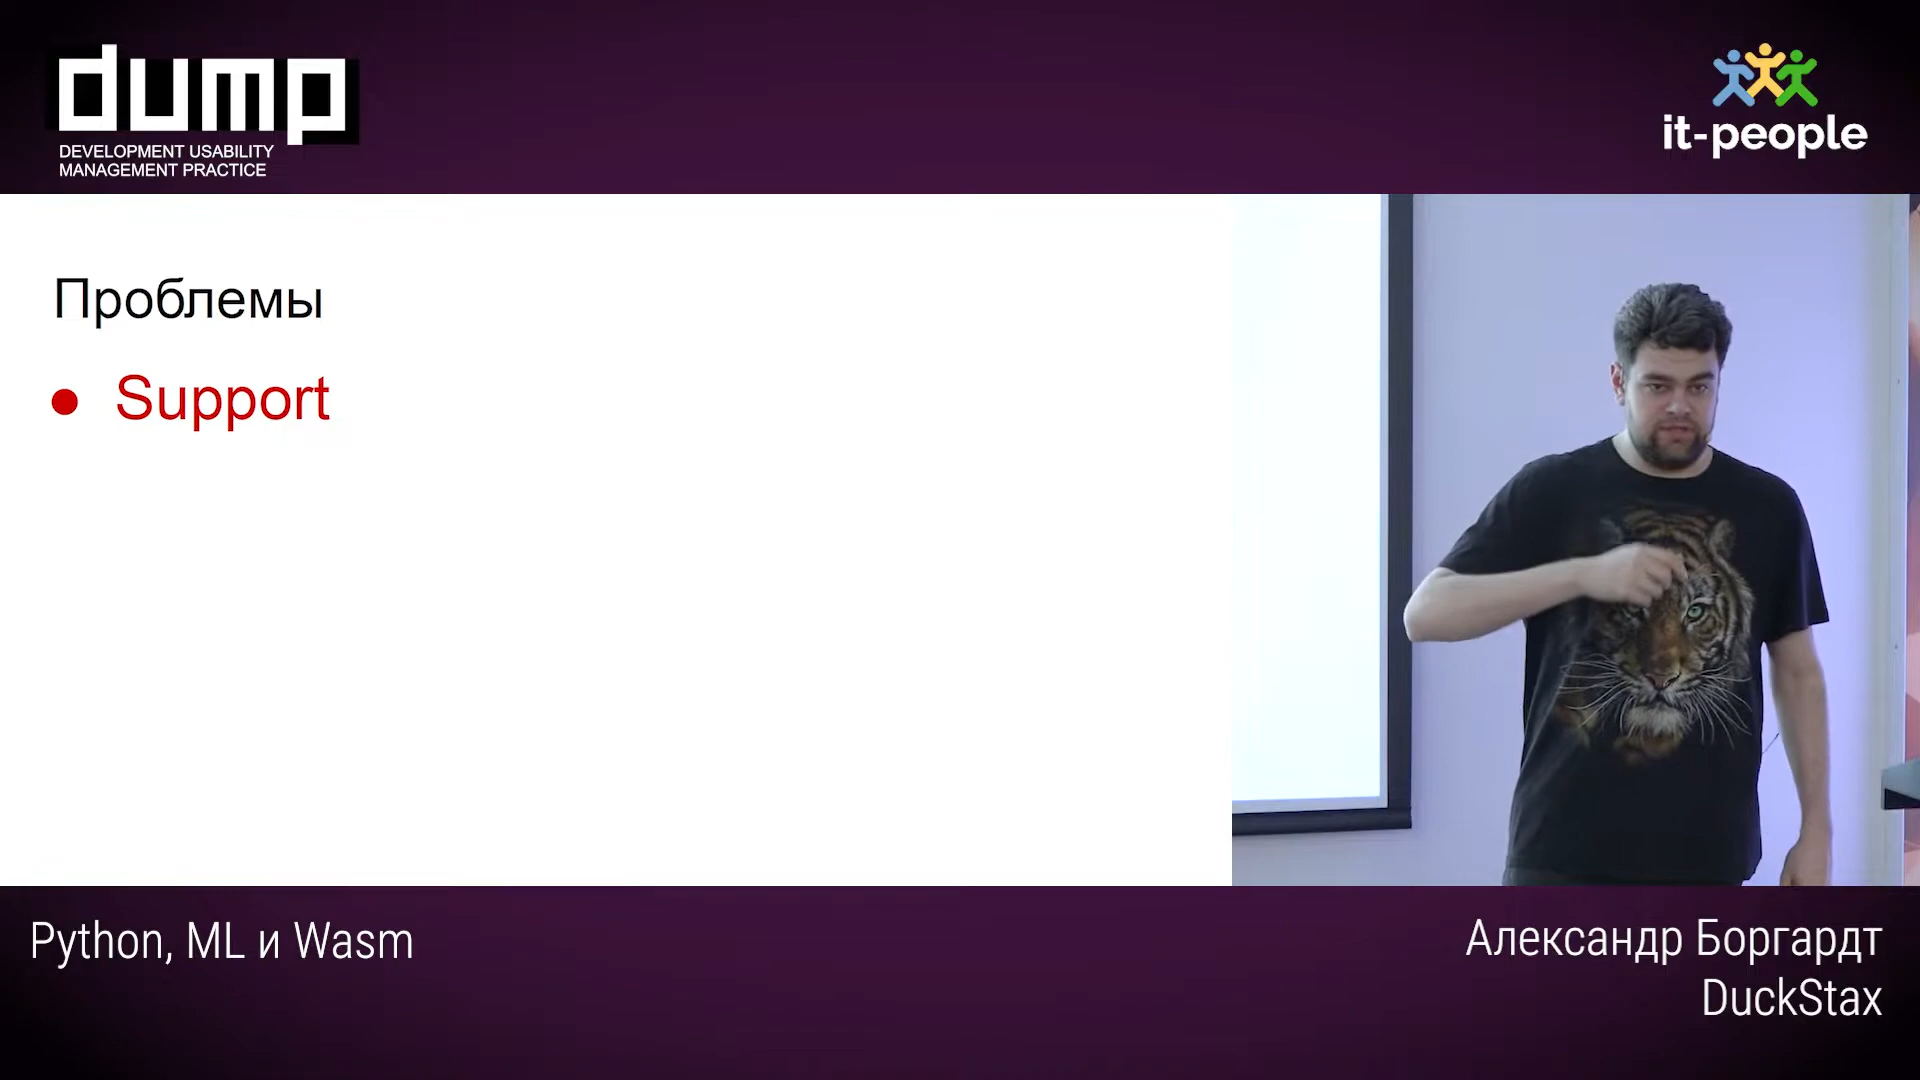 dump
DEVELOPMENT USABILITY
MANAGEMENT PRACTICE
it-people
Проблемы
● Support
Python, ML и Wasm
Александр Боргардт
DuckStax